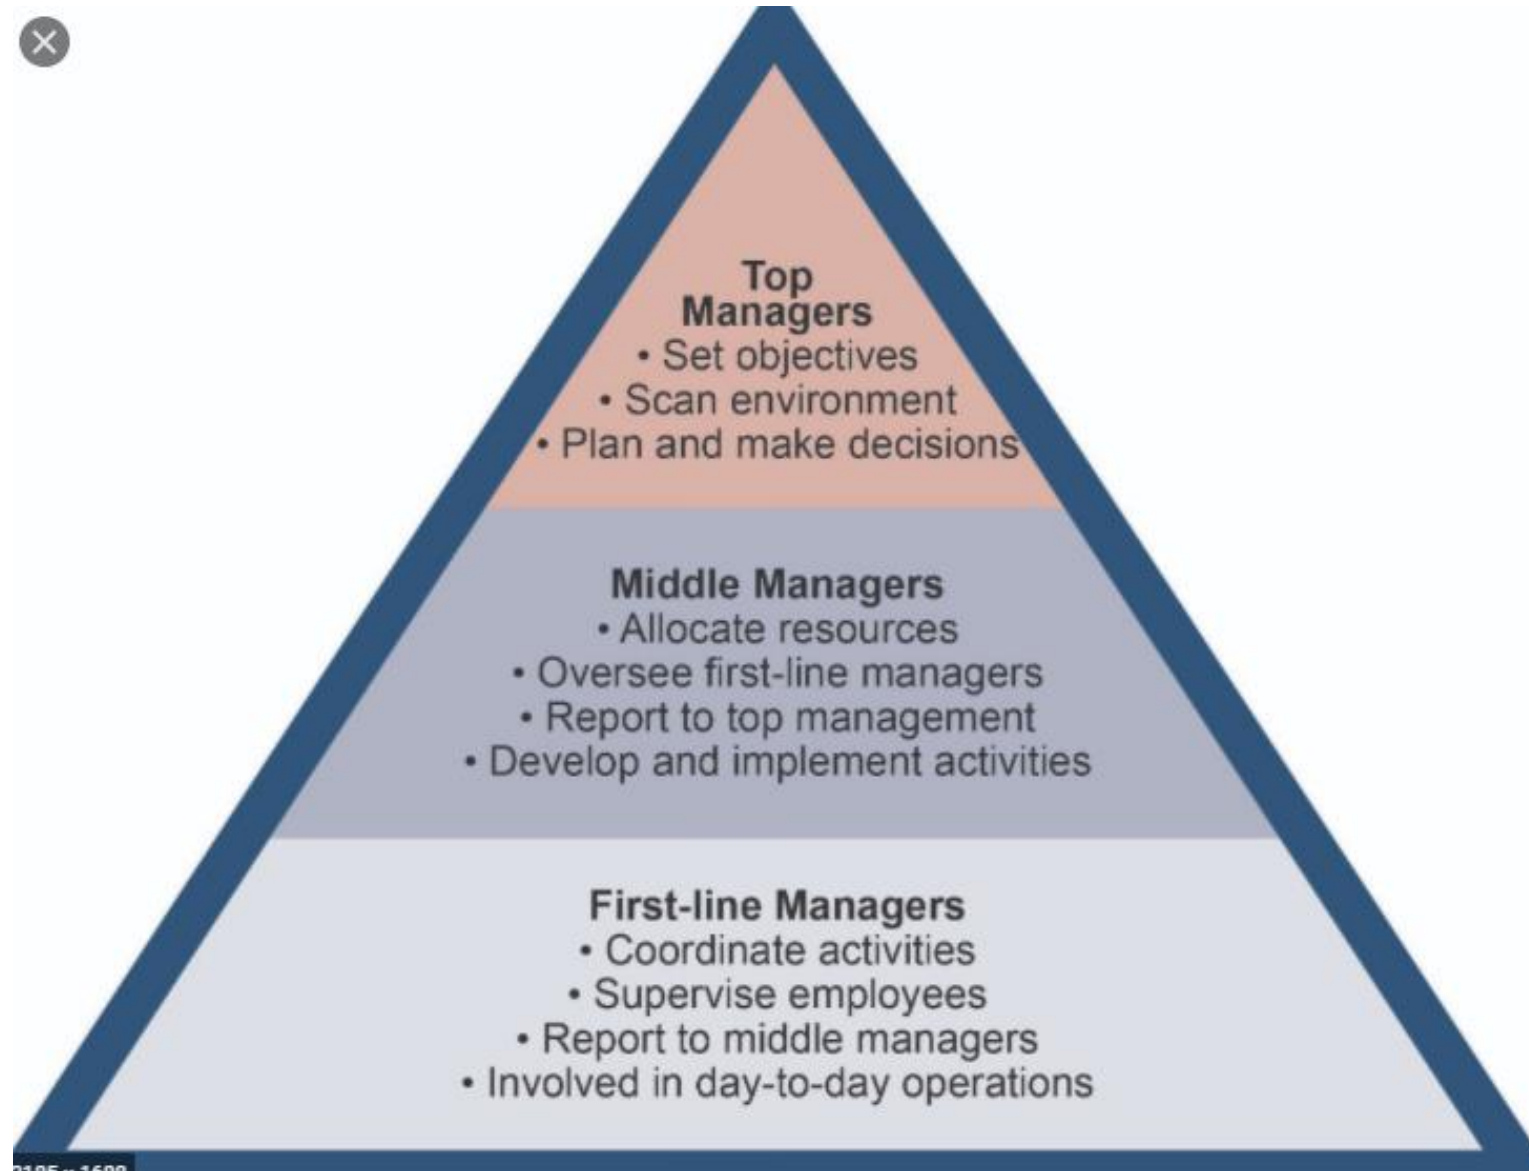 Top
Managers
• Set objectives
• Scan environment
• Plan and make decisions
Middle Managers
• Allocate resources
• Oversee first-line managers
• Report to top management
• Develop and implement activities
First-line Managers
• Coordinate activities
• Supervise employees
• Report to middle managers
• Involved in day-to-day operations